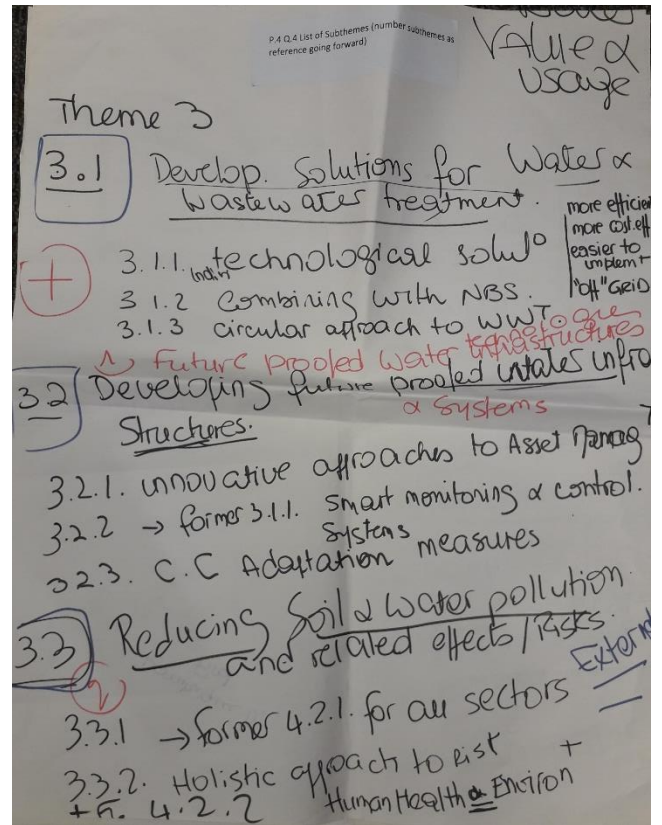 P.4 Q.4 List of Subthemes (number subthemes as
reference going forward)
Value &
Usage
Theme 3
3.1 Develop. Solutions for Water &
Wastewater treatment.
more efficie
more cost.eff
easier to
implemt
"off" GRID
+
3.1.1. technological solut°
3.1.2 Combining with NBS.
3.1.3 circular approach to WWT
Future proofed water infrastructures
& Systems
3.2 Developing future proofed water infra
Structures.
3.2.1. innovative approaches to Asset Manag
3.2.2 → former 3.1.1. smart monitoring & control.
Systems
3.2.3. C.C Adaptation measures
3.3 Reducing Soil & water pollution.
and related effects/Risks.
Extern
3.3.1 → former 4.2.1. for all sectors
3.3.2. Holistic approach to Risk
+ 4.2.2 Human Health & Environ+